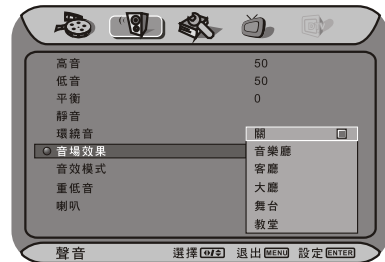 高音 50
低音 50
平衡 0
靜音
環繞音 關
音場效果 音樂廳
音效模式 客廳
重低音 大廳
喇叭 舞台
教堂
聲音 選擇 退出 MENU 設定 ENTER